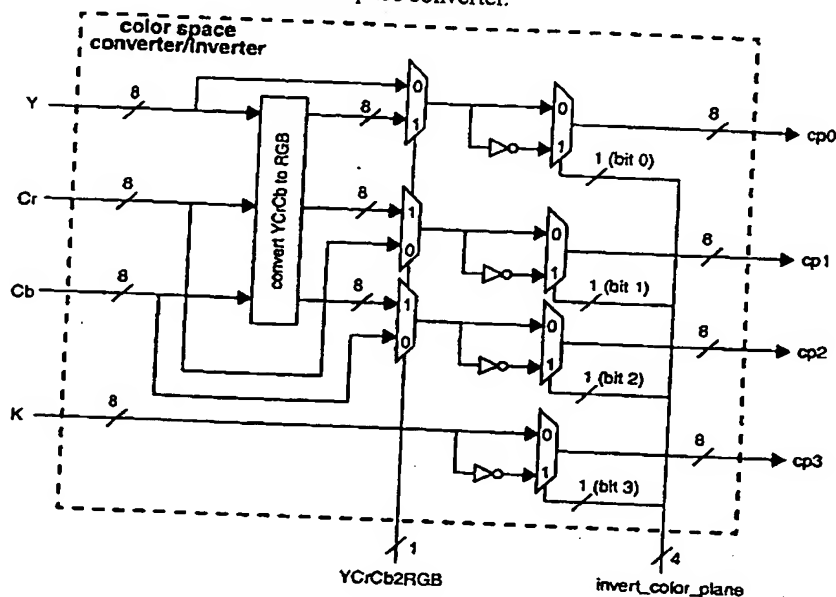 converter.
color space
converter/inverter
Y
8
8
0
1
8
0
1
8
cp0
1 (bit 0)
convert YCrCb to RGB
Cr
8
8
1
0
0
1
8
cp1
1 (bit 1)
Cb
8
8
1
0
0
1
8
cp2
1 (bit 2)
K
8
0
1
8
cp3
1 (bit 3)
1
YCrCb2RGB
4
invert_color_plane